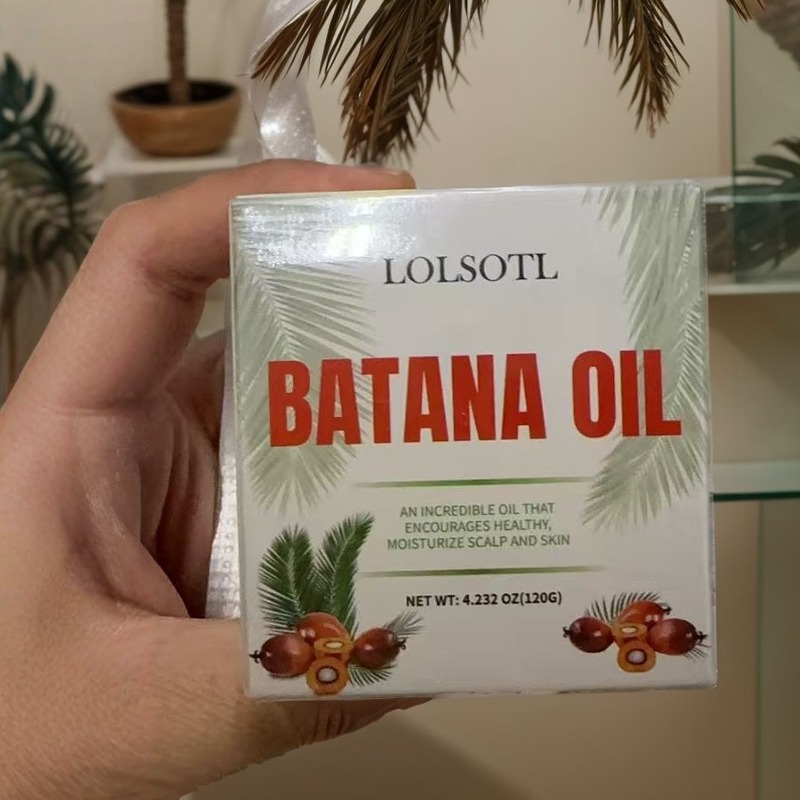 LOLSOTL
BATANA OIL
AN INCREDIBLE OIL THAT
ENCOURAGES HEALTHY,
MOISTURIZE SCALP AND SKIN
NET WT: 4.232 OZ(120G)